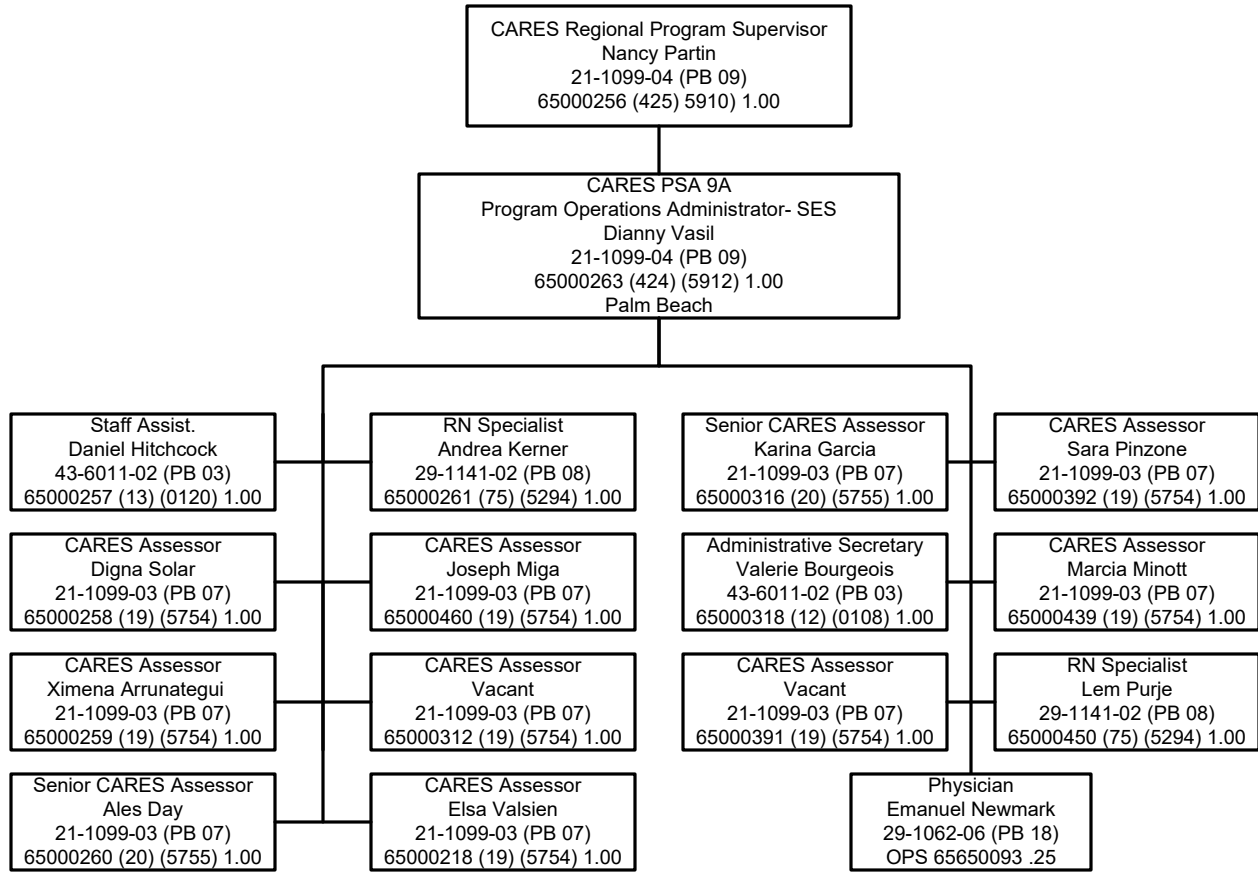 CARES Regional Program Supervisor
Nancy Partin
21-1099-04 (PB 09)
65000256 (425) 5910) 1.00
CARES PSA 9A
Program Operations Administrator- SES
Dianny Vasil
21-1099-04 (PB 09)
65000263 (424) (5912) 1.00
Palm Beach
Staff Assist.
Daniel Hitchcock
43-6011-02 (PB 03)
65000257 (13) (0120) 1.00
RN Specialist
Andrea Kerner
29-1141-02 (PB 08)
65000261 (75) (5294) 1.00
Senior CARES Assessor
Karina Garcia
21-1099-03 (PB 07)
65000316 (20) (5755) 1.00
CARES Assessor
Sara Pinzone
21-1099-03 (PB 07)
65000392 (19) (5754) 1.00
CARES Assessor
Digna Solar
21-1099-03 (PB 07)
65000258 (19) (5754) 1.00
CARES Assessor
Joseph Miga
21-1099-03 (PB 07)
65000460 (19) (5754) 1.00
Administrative Secretary
Valerie Bourgeois
43-6011-02 (PB 03)
65000318 (12) (0108) 1.00
CARES Assessor
Marcia Minott
21-1099-03 (PB 07)
65000439 (19) (5754) 1.00
CARES Assessor
Ximena Arrunategui
21-1099-03 (PB 07)
65000259 (19) (5754) 1.00
CARES Assessor
Vacant
21-1099-03 (PB 07)
65000312 (19) (5754) 1.00
CARES Assessor
Vacant
21-1099-03 (PB 07)
65000391 (19) (5754) 1.00
RN Specialist
Lem Purje
29-1141-02 (PB 08)
65000450 (75) (5294) 1.00
Senior CARES Assessor
Ales Day
21-1099-03 (PB 07)
65000260 (20) (5755) 1.00
CARES Assessor
Elsa Valsien
21-1099-03 (PB 07)
65000218 (19) (5754) 1.00
Physician
Emanuel Newmark
29-1062-06 (PB 18)
OPS 65650093 .25